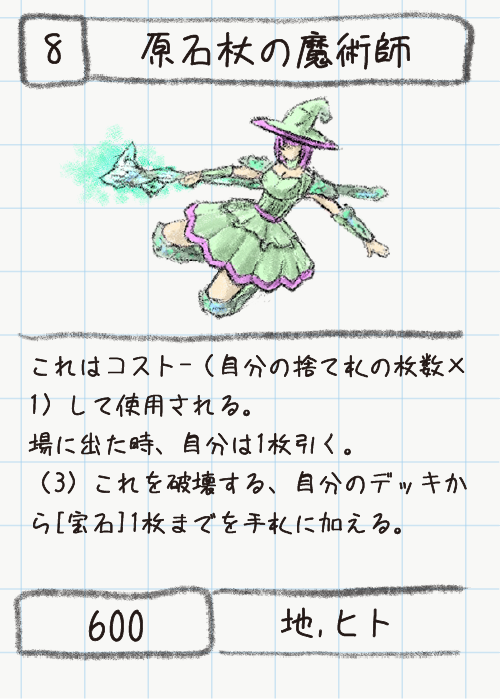 8
原石杖の魔術師
これはコスト-（自分の捨て札の枚数×
1）して使用される。
場に出た時、自分は1枚引く。
（3）これを破壊する、自分のデッキか
ら[宝石]1枚までを手札に加える。
600
地,ヒト